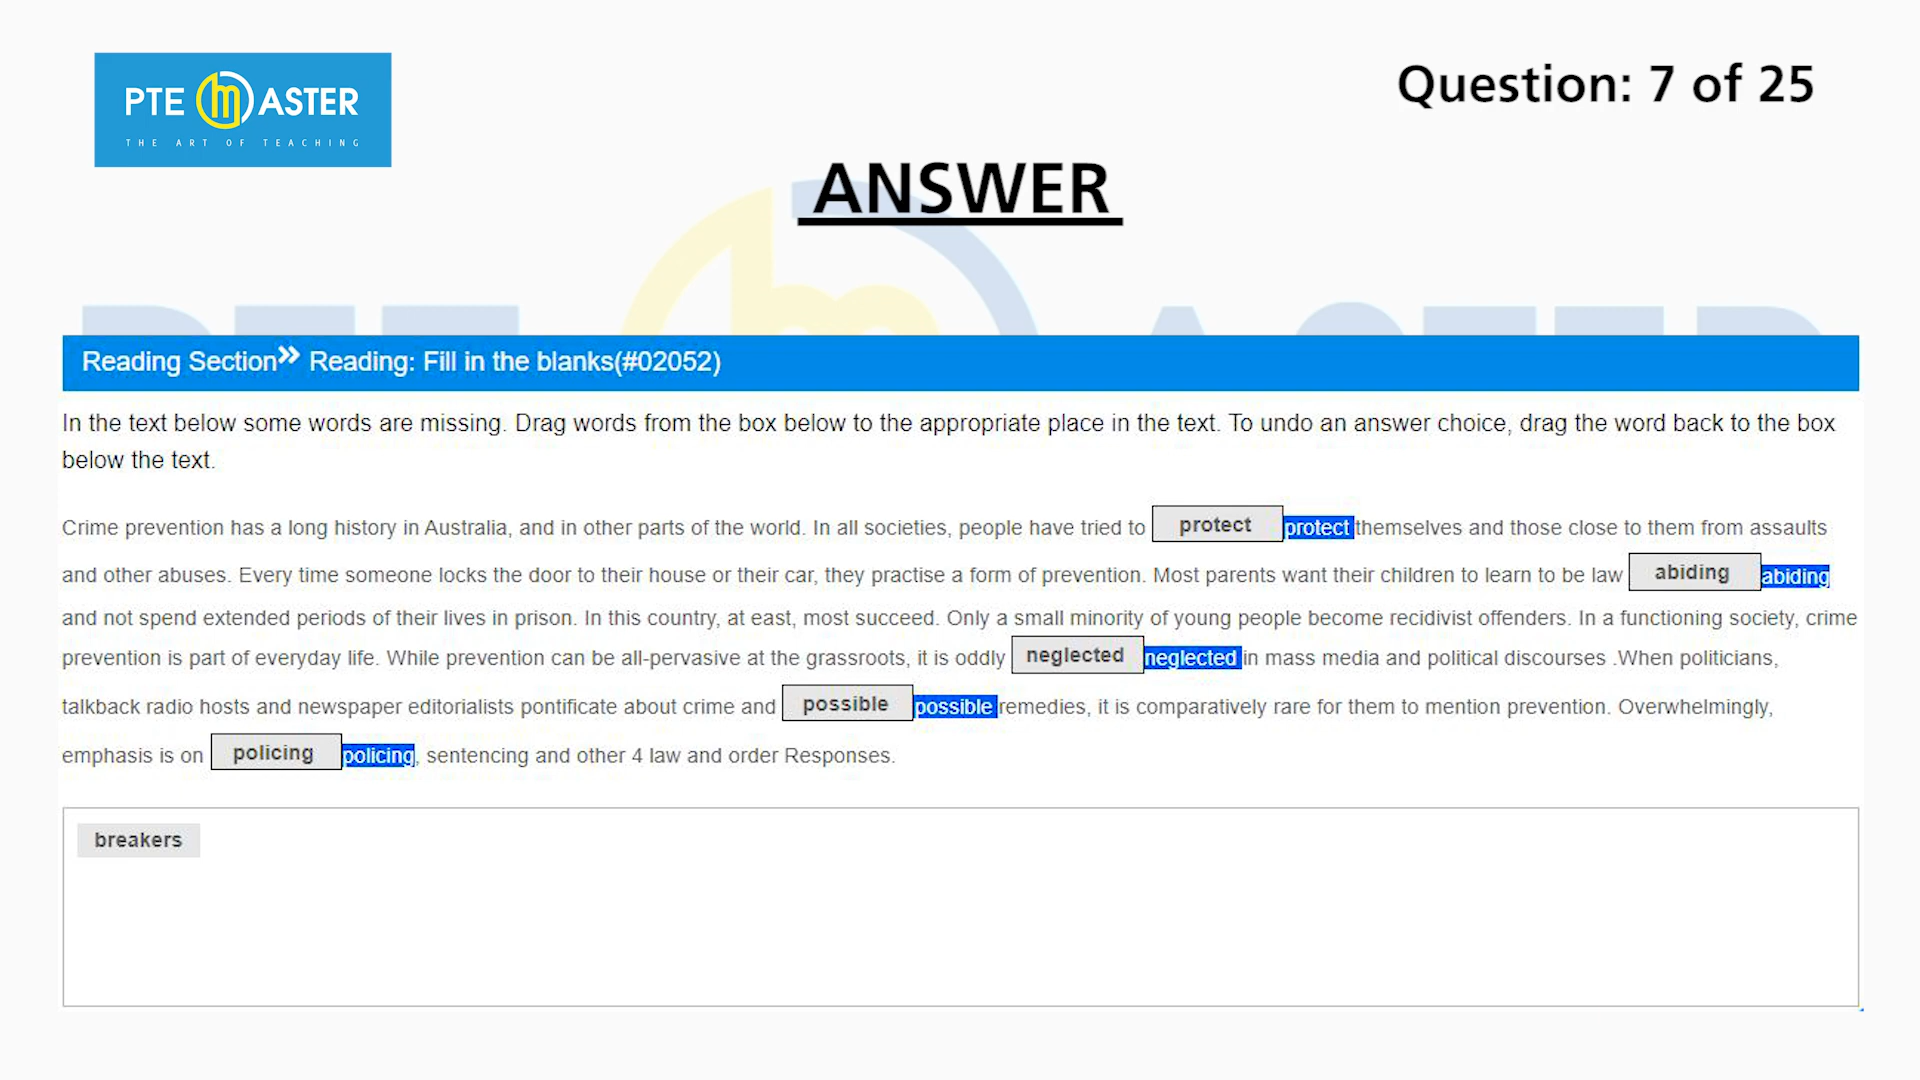 PTE MASTER
THE ART OF TEACHING
Question: 7 of 25
ANSWER
Reading Section» Reading: Fill in the blanks(#02052)
In the text below some words are missing. Drag words from the box below to the appropriate place in the text. To undo an answer choice, drag the word back to the box
below the text.
Crime prevention has a long history in Australia, and in other parts of the world. In all societies, people have tried to protect protect themselves and those close to them from assaults
and other abuses. Every time someone locks the door to their house or their car, they practise a form of prevention. Most parents want their children to learn to be law abiding abiding
and not spend extended periods of their lives in prison. In this country, at east, most succeed. Only a small minority of young people become recidivist offenders. In a functioning society, crime
prevention is part of everyday life. While prevention can be all-pervasive at the grassroots, it is oddly neglected neglected in mass media and political discourses .When politicians,
talkback radio hosts and newspaper editorialists pontificate about crime and possible possible remedies, it is comparatively rare for them to mention prevention. Overwhelmingly,
emphasis is on policing policing, sentencing and other 4 law and order Responses.
breakers